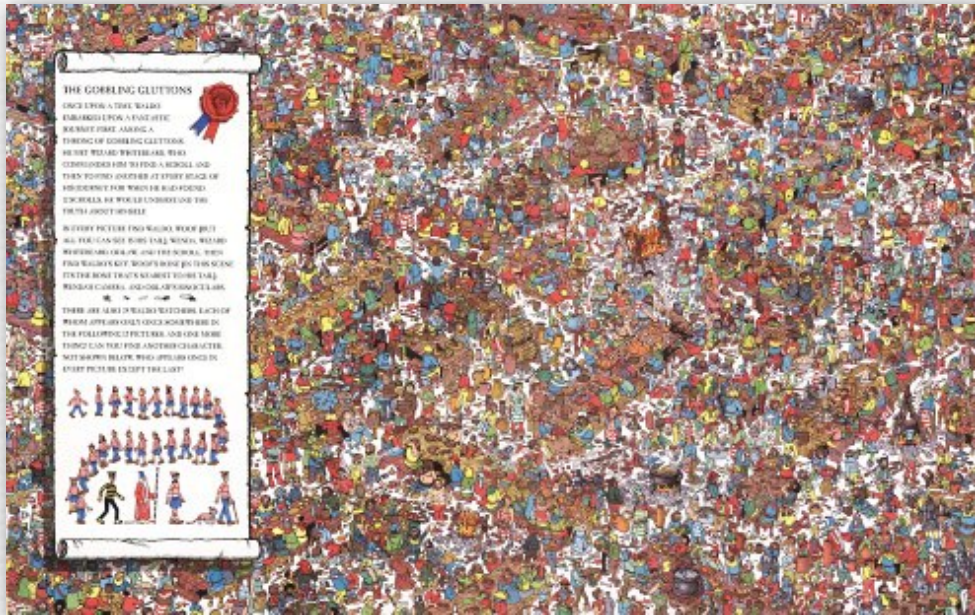 THE GOBBLING GLUTTONS
ONCE UPON A TIME WALDO
EMBARKED UPON A FANTASTIC
JOURNEY. FIRST, AMONG A
THRONG OF GOBBLING GLUTTONS,
HE MET WIZARD WHITEBEARD, WHO
COMMANDED HIM TO FIND A SCROLL AND
THEN TO FIND ANOTHER AT EVERY STAGE OF
HIS JOURNEY. FOR WHEN HE HAD FOUND
12 SCROLLS, HE WOULD UNDERSTAND THE
TRUTH ABOUT HIMSELF.
IN EVERY PICTURE FIND WALDO, WOOF (BUT
ALL YOU CAN SEE IS HIS TAIL), WENDA, WIZARD
WHITEBEARD, ODLAW, AND THE SCROLL. THEN
FIND WALDO'S KEY, WOOF'S BONE (IN THIS SCENE
IT'S THE BONE THAT'S NEAREST TO HIS TAIL),
WENDA'S CAMERA, AND ODLAW'S BINOCULARS.
THERE ARE ALSO 25 WALDO-WATCHERS, EACH OF
WHOM APPEARS ONLY ONCE SOMEWHERE IN
THE FOLLOWING 12 PICTURES. AND ONE MORE
THING! CAN YOU FIND ANOTHER CHARACTER,
NOT SHOWN BELOW, WHO APPEARS ONCE IN
EVERY PICTURE EXCEPT THE LAST?